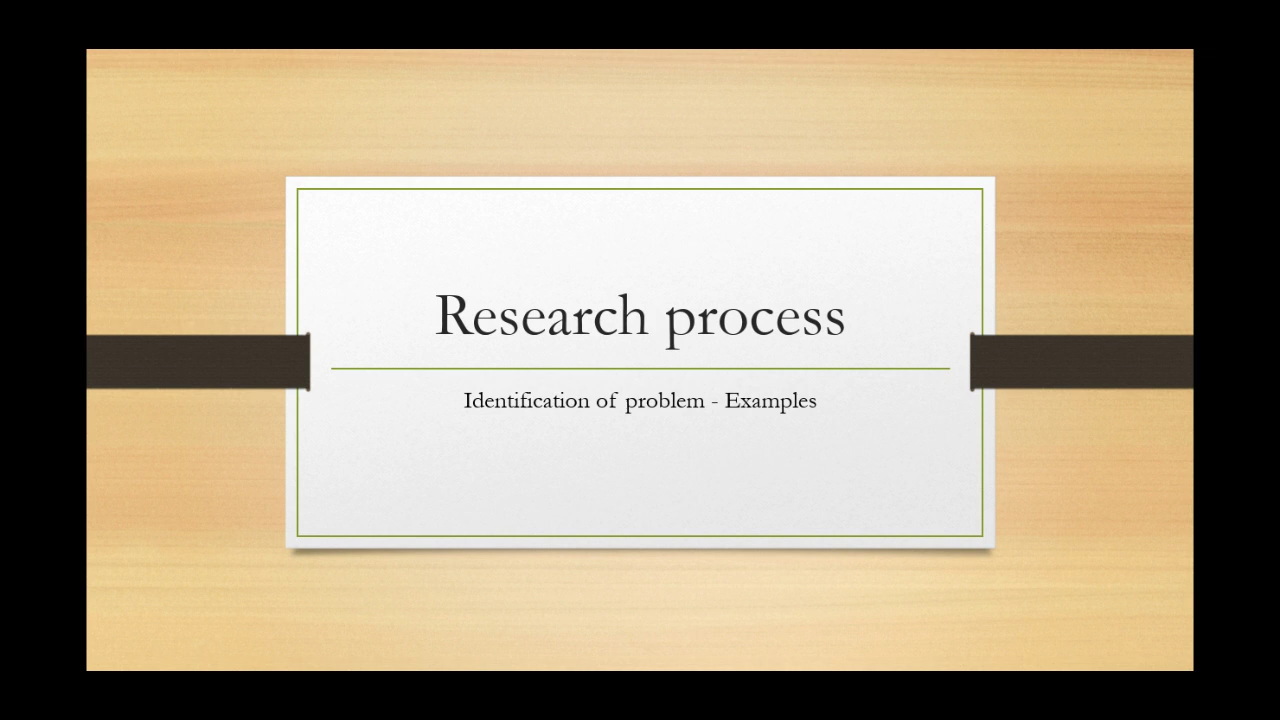 Research process
Identification of problem - Examples